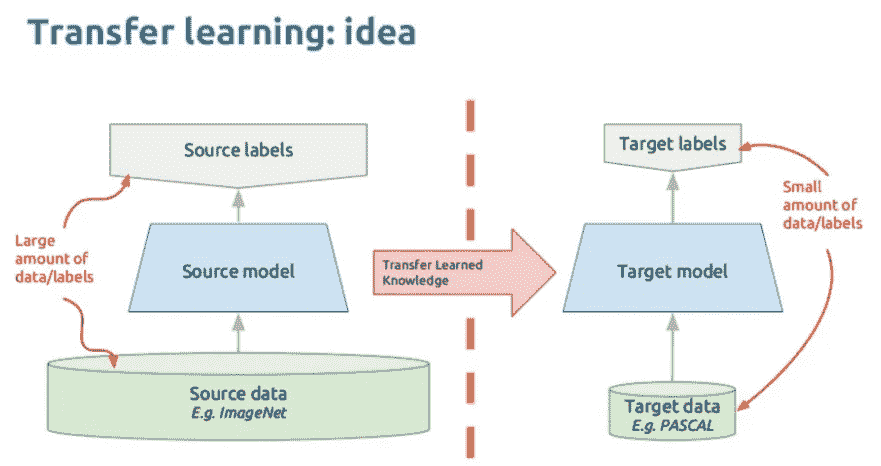 Transfer learning: idea
Source labels
Large
amount of
data/labels
Source model
Source data
E.g. ImageNet
Transfer Learned
Knowledge
Target labels
Small
amount of
data/labels
Target model
Target data
E.g. PASCAL